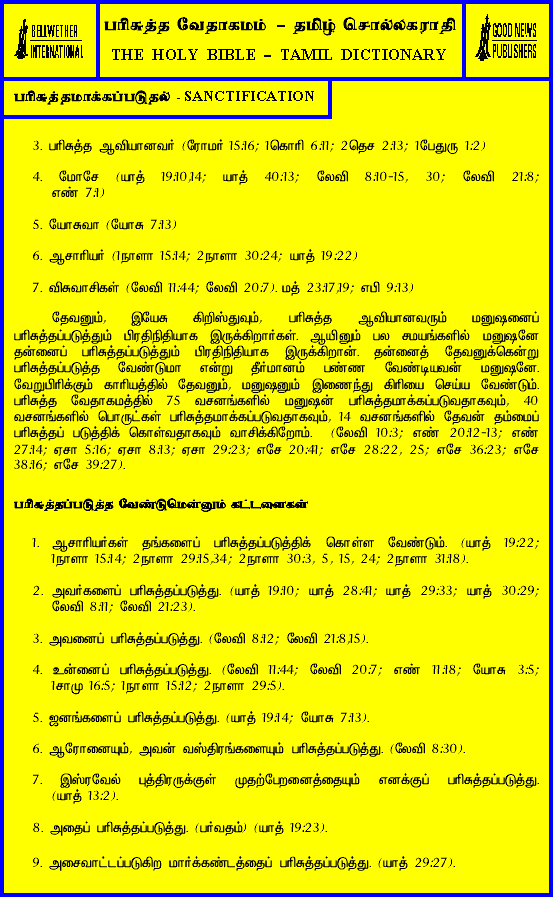 BELLWETHER
INTERNATIONAL
பரிசுத்த வேதாகமம் – தமிழ் சொல்லகராதி
THE HOLY BIBLE – TAMIL DICTIONARY
GOOD NEWS
PUBLISHERS
பரிசுத்தமாக்கப்படுதல் - SANCTIFICATION
3. பரிசுத்த ஆவியானவர் (ரோமர் 15:16; 1கொரி 6:11; 2தெச 2:13; 1பேதுரு 1:2)
4. மோசே (யாத் 19:10,14; யாத் 40:13; லேவி 8:10-15, 30; லேவி 21:8;
எண் 7:1)
5. யோசுவா (யோசு 7:13)
6. ஆசாரியர் (1நாளா 15:14; 2நாளா 30:24; யாத் 19:22)
7. விசுவாசிகள் (லேவி 11:44; லேவி 20:7). மத் 23:17,19; எபி 9:13)
தேவனும், இயேசு கிறிஸ்துவும், பரிசுத்த ஆவியானவரும் மனுஷனைப்
பரிசுத்தப்படுத்தும் பிரதிநிதியாக இருக்கிறார்கள். ஆயினும் பல சமயங்களில் மனுஷனே
தன்னைப் பரிசுத்தப்படுத்தும் பிரதிநிதியாக இருக்கிறான். தன்னைத் தேவனுக்கென்று
பரிசுத்தப்படுத்த வேண்டுமா என்று தீர்மானம் பண்ண வேண்டியவன் மனுஷனே.
வேறுபிரிக்கும் காரியத்தில் தேவனும், மனுஷனும் இணைந்து கிரியை செய்ய வேண்டும்.
பரிசுத்த வேதாகமத்தில் 75 வசனங்களில் மனுஷன் பரிசுத்தமாக்கப்படுவதாகவும், 40
வசனங்களில் பொருட்கள் பரிசுத்தமாக்கப்படுவதாகவும், 14 வசனங்களில் தேவன் தம்மைப்
பரிசுத்தப் படுத்திக் கொள்வதாகவும் வாசிக்கிறோம். (லேவி 10:3; எண் 20:12-13; எண்
27:14; ஏசா 5:16; ஏசா 8:13; ஏசா 29:23; எசே 20:41; எசே 28:22, 25; எசே 36:23; எசே
38:16; எசே 39:27).
பரிசுத்தப்படுத்த வேண்டுமென்னும் கட்டளைகள்
1. ஆசாரியர்கள் தங்களைப் பரிசுத்தப்படுத்திக் கொள்ள வேண்டும். (யாத் 19:22;
1நாளா 15:14; 2நாளா 29:15,34; 2நாளா 30:3, 5, 15, 24; 2நாளா 31:18).
2. அவர்களைப் பரிசுத்தப்படுத்து. (யாத் 19:10; யாத் 28:41; யாத் 29:33; யாத் 30:29;
லேவி 8:11; லேவி 21:23).
3. அவனைப் பரிசுத்தப்படுத்து. (லேவி 8:12; லேவி 21:8,15).
4. உன்னைப் பரிசுத்தப்படுத்து. (லேவி 11:44; லேவி 20:7; எண் 11:18; யோசு 3:5;
1சாமு 16:5; 1நாளா 15:12; 2நாளா 29:5).
5. ஜனங்களைப் பரிசுத்தப்படுத்து. (யாத் 19:14; யோசு 7:13).
6. ஆரோனையும், அவன் வஸ்திரங்களையும் பரிசுத்தப்படுத்து. (லேவி 8:30).
7. இஸ்ரவேல் புத்திரருக்குள் முதற்பேறனைத்தையும் எனக்குப் பரிசுத்தப்படுத்து.
(யாத் 13:2).
8. அதைப் பரிசுத்தப்படுத்து. (பர்வதம்) (யாத் 19:23).
9. அசைவாட்டப்படுகிற மார்க்கண்டத்தைப் பரிசுத்தப்படுத்து. (யாத் 29:27).